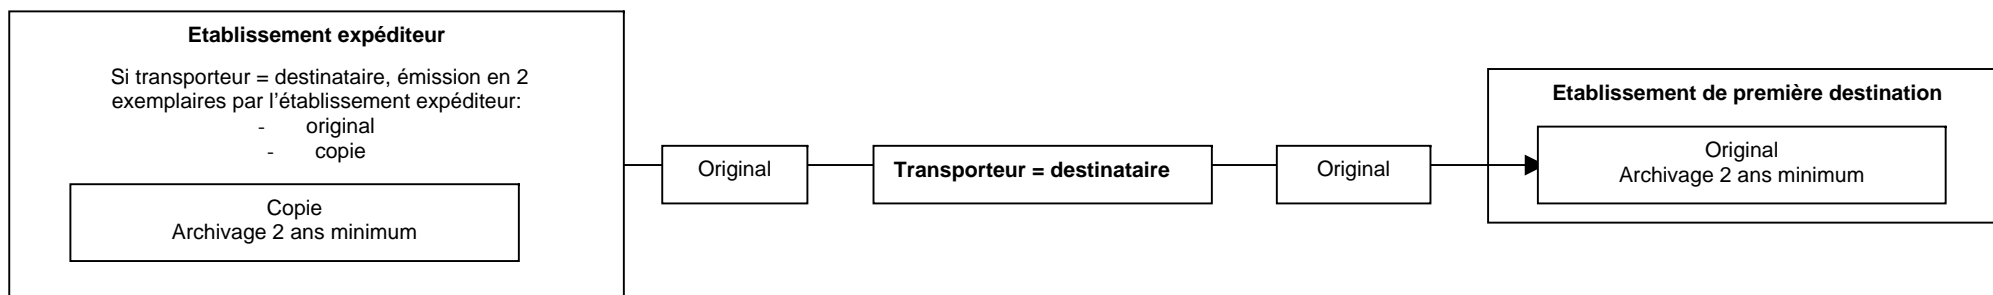 Etablissement expéditeur
Si transporteur = destinataire, émission en 2
exemplaires par l’établissement expéditeur:
- original
- copie
Copie
Archivage 2 ans minimum
Original
Transporteur = destinataire
Original
Etablissement de première destination
Original
Archivage 2 ans minimum